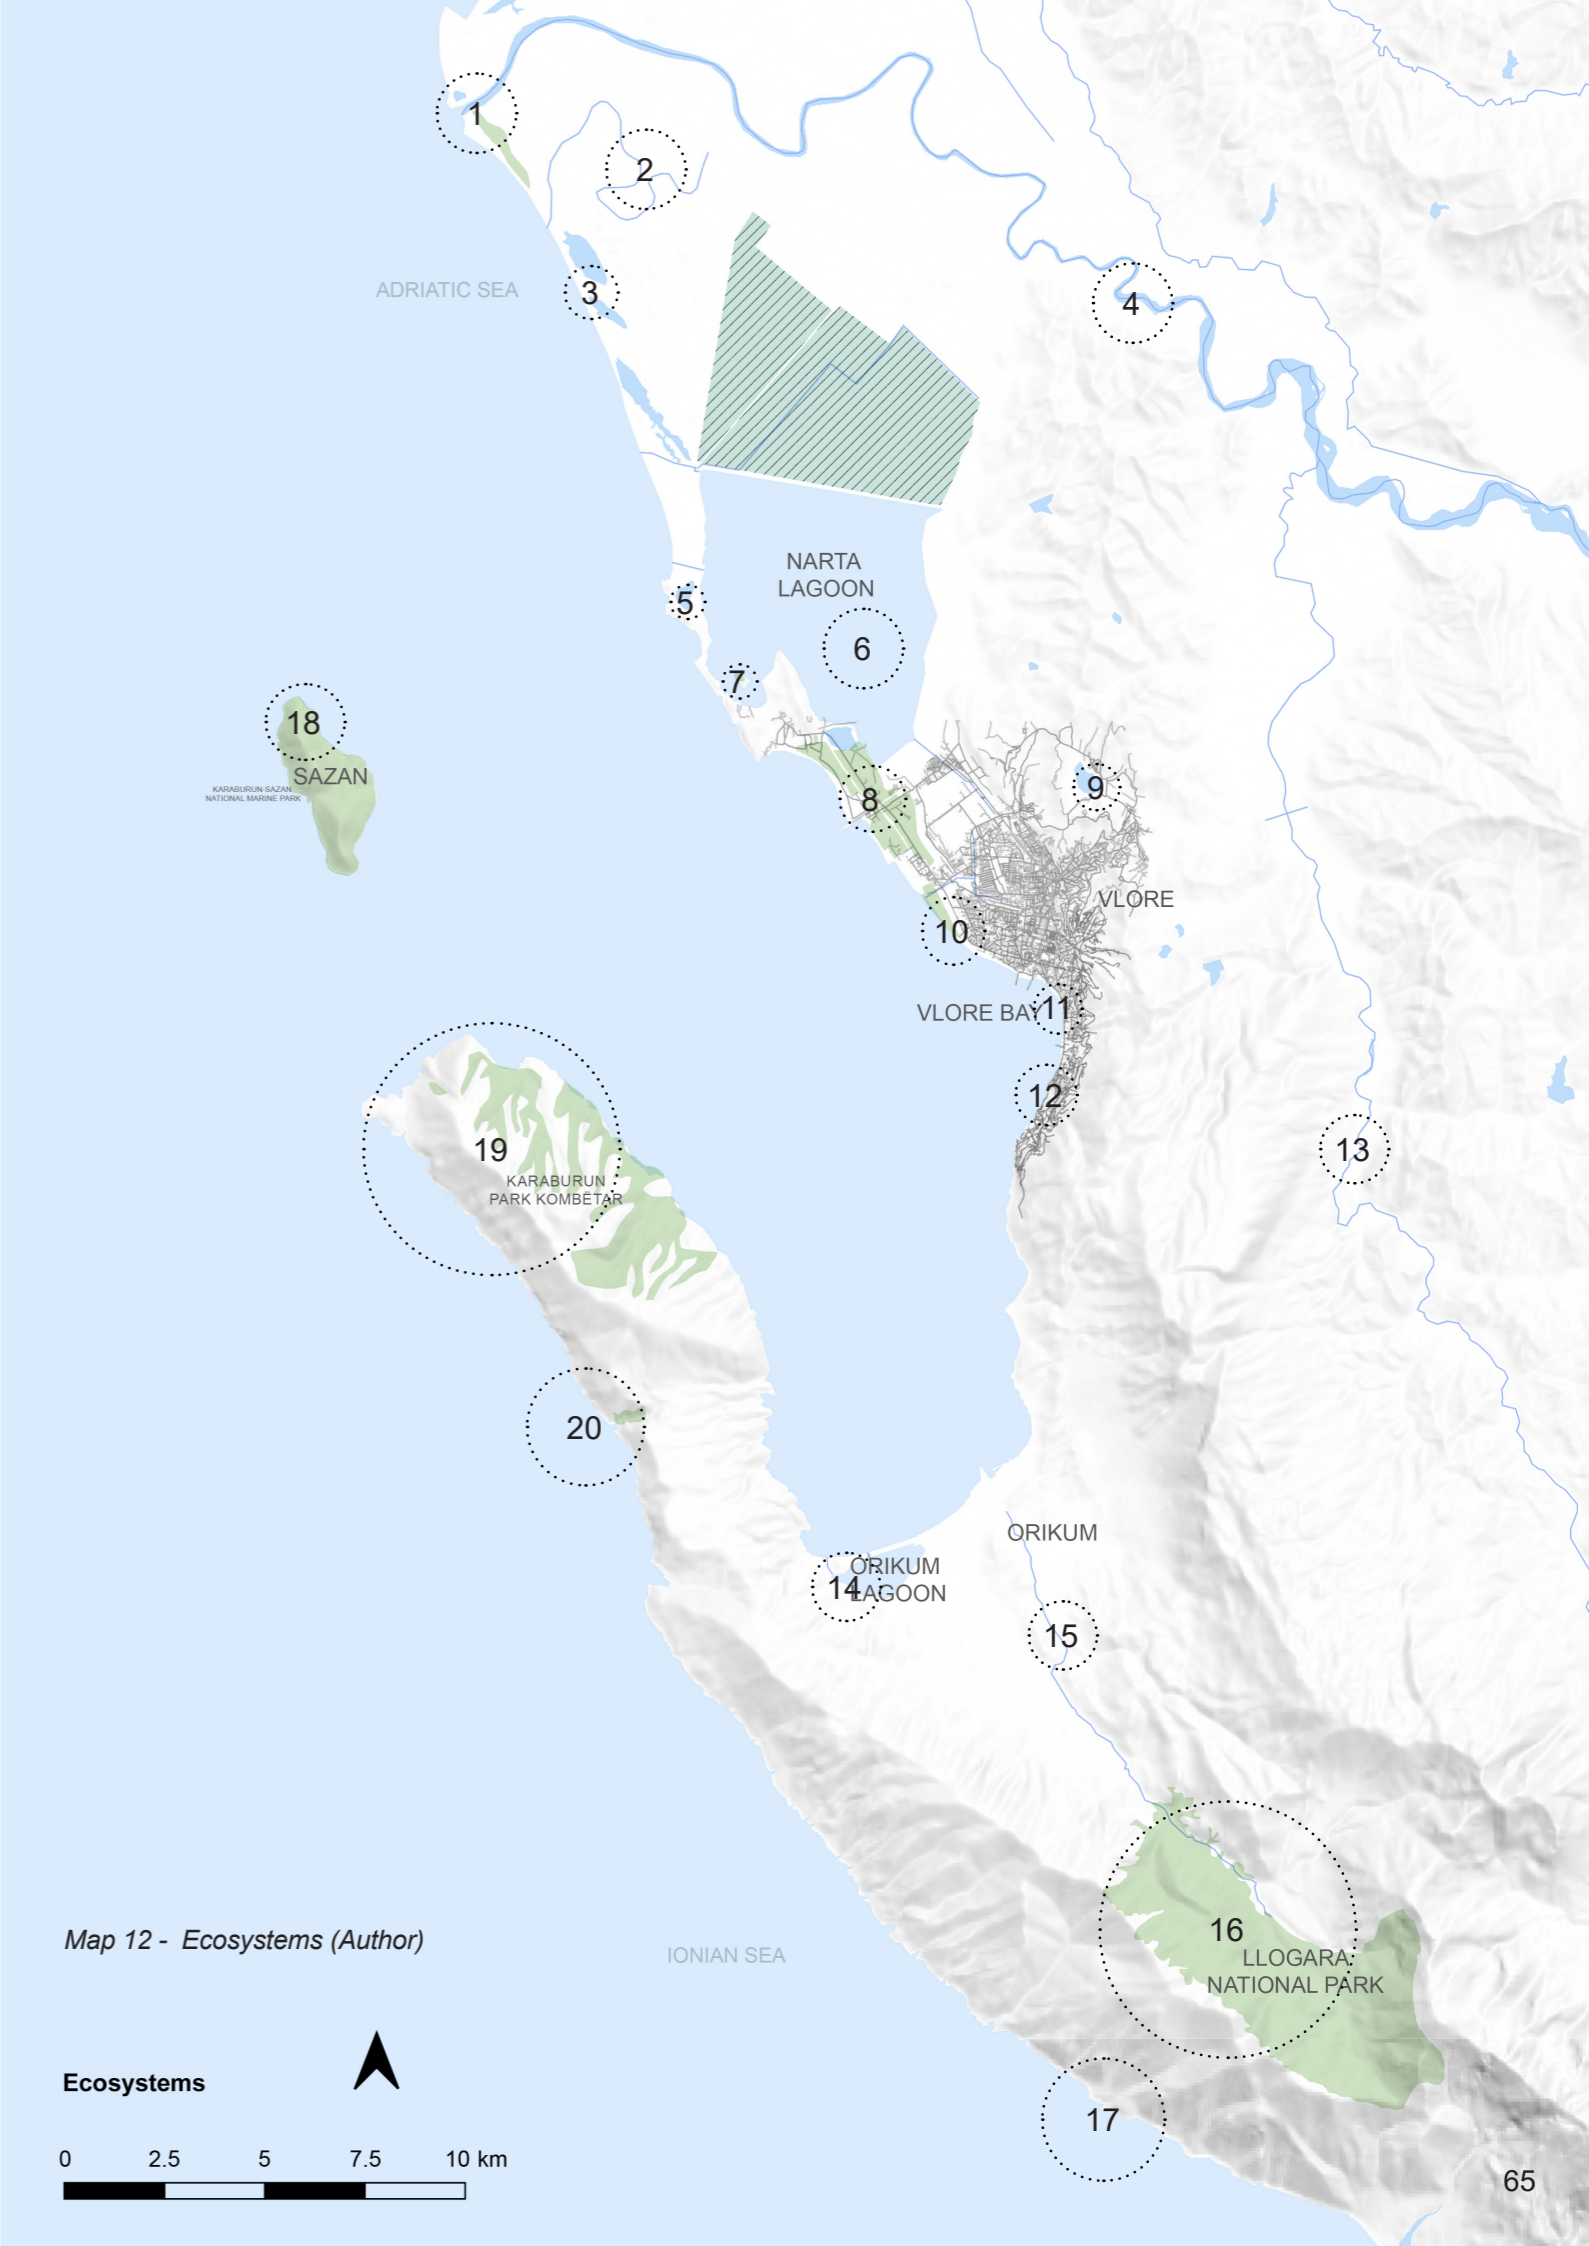 1
2
ADRIATIC SEA
3
4
NARTA
LAGOON
5
6
7
18
SAZAN
KARABURUN-SAZAN
NATIONAL MARINE PARK
8
9
VLORE
10
VLORE BAY
11
12
13
19
KARABURUN
PARK KOMBËTAR
20
ORIKUM
14
ORIKUM
LAGOON
15
16
LLOGARA
NATIONAL PARK
Map 12 - Ecosystems (Author)
IONIAN SEA
17
Ecosystems
0 2.5 5 7.5 10 km
65